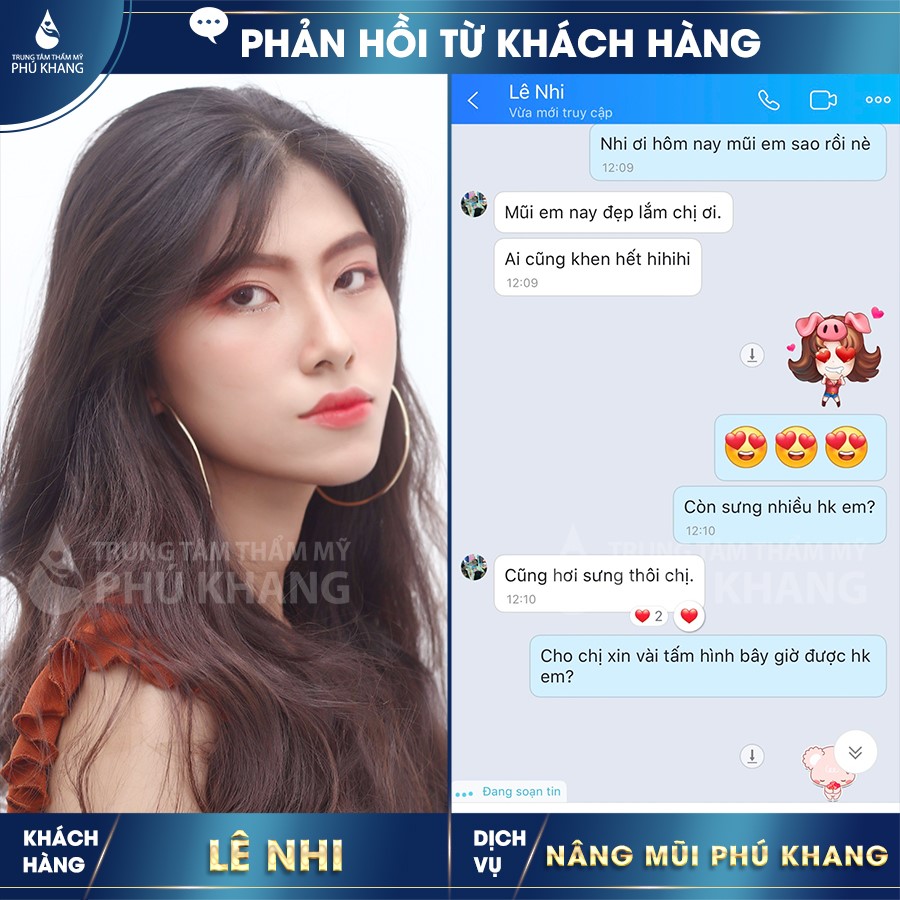 TRUNG TÂM THẨM MỸ
PHÚ KHANG
PHẢN HỒI TỪ KHÁCH HÀNG
Lê Nhi
Vừa mới truy cập
Nhi ơi hôm nay mũi em sao rồi nè
12:09
Mũi em nay đẹp lắm chị ơi.
Ai cũng khen hết hihihi
12:09
Còn sưng nhiều hk em?
12:10
Cũng hơi sưng thôi chị.
12:10
2
Cho chị xin vài tấm hình bây giờ được hk
em?
Đang soạn tin
TRUNG TÂM THẨM MỸ
PHÚ KHANG
TRUNG TÂM THẨM MỸ
PHÚ KHANG
KHÁCH
HÀNG
LÊ NHI
DỊCH
VỤ
NÂNG MŨI PHÚ KHANG